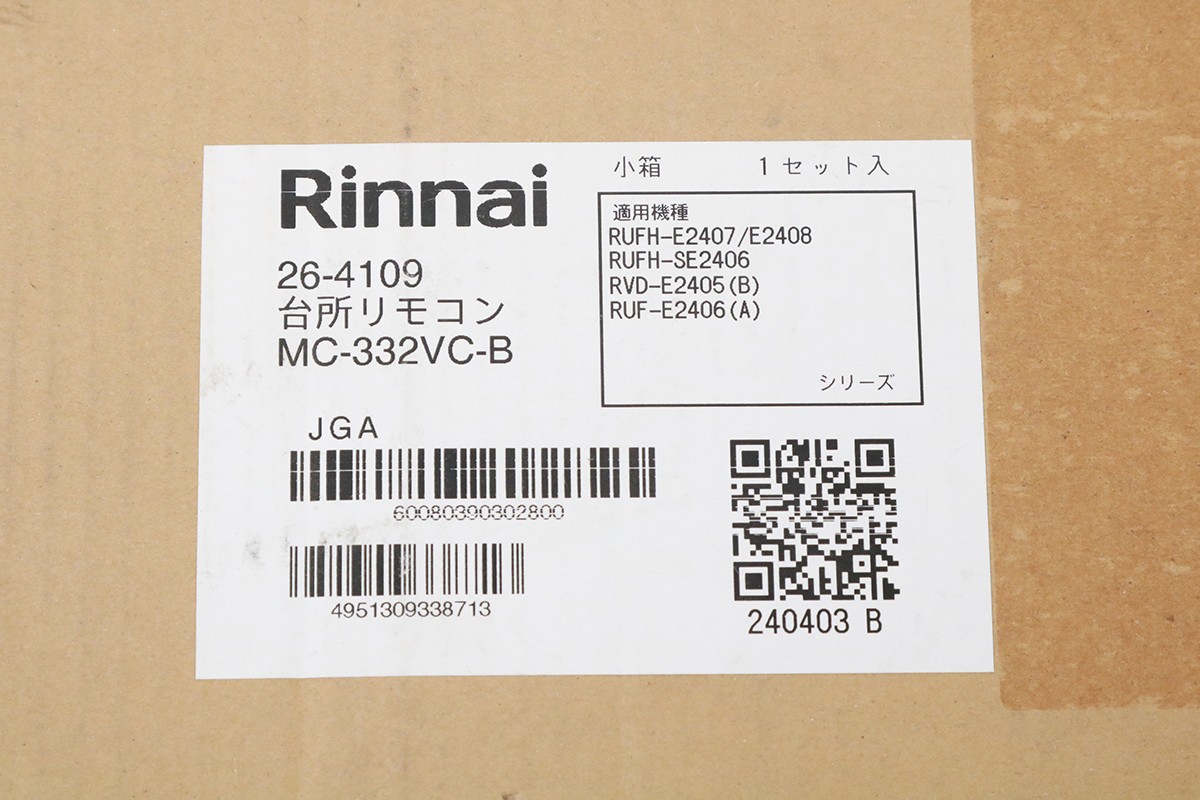 Rinnai
26-4109
台所リモコン
MC-332VC-B
小箱 1セット入
適用機種
RUFH-E2407/E2408
RUFH-SE2406
RVD-E2405(B)
RUF-E2406(A)
シリーズ
JGA
60080390302800
4951309338713
240403 B